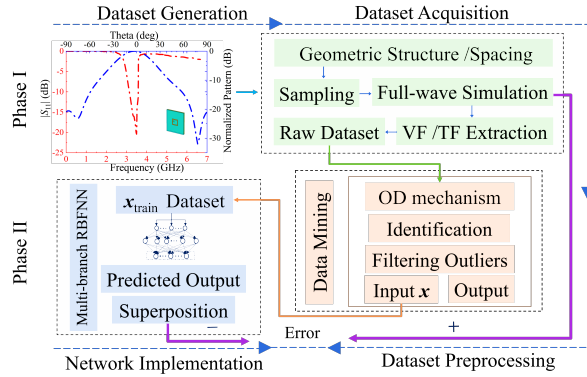 Dataset Generation
Dataset Acquisition
Phase I
Theta (deg)
-90 -60 -30 0 30 60 90
|S11| (dB)
0
-5
-10
-15
-20
-25
0 1 2 3 4 5 6 7
Frequency (GHz)
0
-10
-20
-30
Normalized Pattern (dB)
Geometric Structure /Spacing
Sampling
Full-wave Simulation
Raw Dataset
VF /TF Extraction
Phase II
Multi-branch RBFNN
xtrain Dataset
Predicted Output
Superposition
Data Mining
OD mechanism
Identification
Filtering Outliers
Input x
Output
−
Error
+
Network Implementation
Dataset Preprocessing